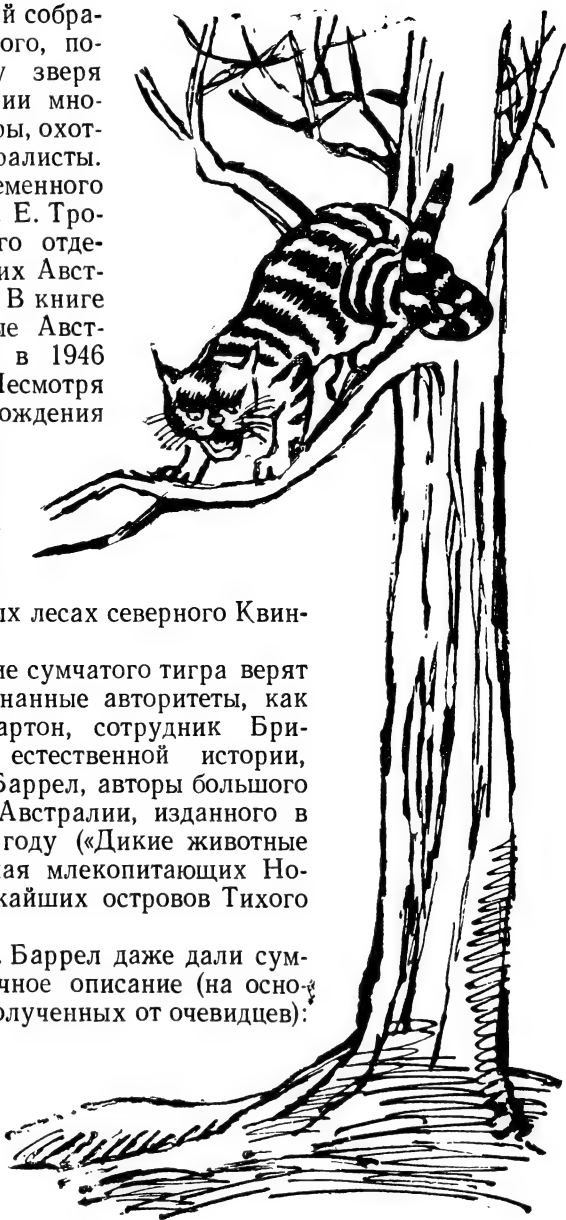 й собра-
ого, по-
у зверя
ии мно-
ры, охот-
ралисты.
еменного
Е. Тро-
го отде-
их Авст-
В книге
ые Авст-
в 1946
Несмотря
ождения
ых лесах северного Квин-
ие сумчатого тигра верят
нанные авторитеты, как
артон, сотрудник Бри-
естественной истории,
Баррел, авторы большого
Австралии, изданного в
году («Дикие животные
ая млекопитающих Но-
кайших островов Тихого
. Баррел даже дали сум-
чное описание (на осно-
олученных от очевидцев):